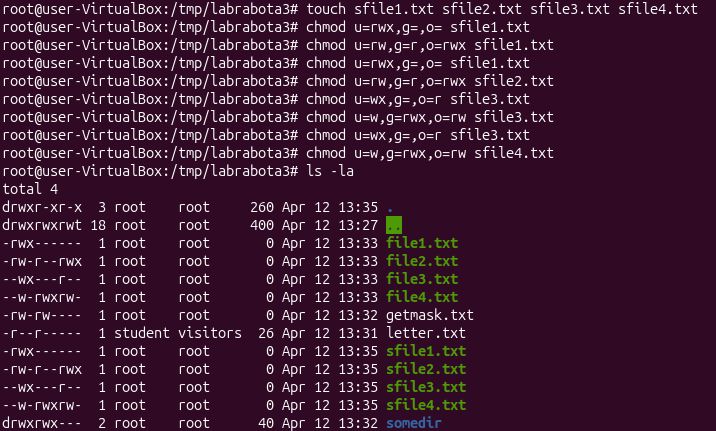 root@user-VirtualBox:/tmp/labrabota3# touch sfile1.txt sfile2.txt sfile3.txt sfile4.txt
root@user-VirtualBox:/tmp/labrabota3# chmod u=rwx,g=,o= sfile1.txt
root@user-VirtualBox:/tmp/labrabota3# chmod u=rw,g=r,o=rwx sfile1.txt
root@user-VirtualBox:/tmp/labrabota3# chmod u=rwx,g=,o= sfile1.txt
root@user-VirtualBox:/tmp/labrabota3# chmod u=rw,g=r,o=rwx sfile2.txt
root@user-VirtualBox:/tmp/labrabota3# chmod u=wx,g=,o=r sfile3.txt
root@user-VirtualBox:/tmp/labrabota3# chmod u=w,g=rwx,o=rw sfile3.txt
root@user-VirtualBox:/tmp/labrabota3# chmod u=wx,g=,o=r sfile3.txt
root@user-VirtualBox:/tmp/labrabota3# chmod u=w,g=rwx,o=rw sfile4.txt
root@user-VirtualBox:/tmp/labrabota3# ls -la
total 4
drwxr-xr-x  3 root    root     260 Apr 12 13:35 .
drwxrwxrwt 18 root    root     400 Apr 12 13:27 ..
-rwx------  1 root    root       0 Apr 12 13:33 file1.txt
-rw-r--rwx  1 root    root       0 Apr 12 13:33 file2.txt
--wx---r--  1 root    root       0 Apr 12 13:33 file3.txt
--w-rwxrw-  1 root    root       0 Apr 12 13:33 file4.txt
-rw-rw----  1 root    root       0 Apr 12 13:32 getmask.txt
-r--r-----  1 student visitors  26 Apr 12 13:31 letter.txt
-rwx------  1 root    root       0 Apr 12 13:35 sfile1.txt
-rw-r--rwx  1 root    root       0 Apr 12 13:35 sfile2.txt
--wx---r--  1 root    root       0 Apr 12 13:35 sfile3.txt
--w-rwxrw-  1 root    root       0 Apr 12 13:35 sfile4.txt
drwxrwx---  2 root    root      40 Apr 12 13:32 somedir